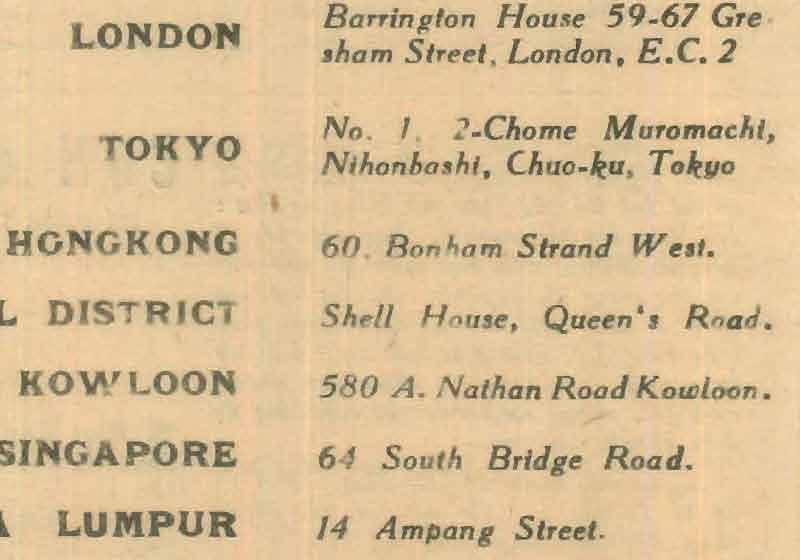 LONDON Barrington House 59-67 Gre
sham Street, London, E.C. 2
TOKYO No. 1. 2-Chome Muromachi,
Nihonbashi, Chuo-ku, Tokyo
HONGKONG 60. Bonham Strand West.
L DISTRICT Shell House, Queen's Road.
KOWLOON 580 A. Nathan Road Kowloon.
SINGAPORE 64 South Bridge Road.
A LUMPUR 14 Ampang Street.